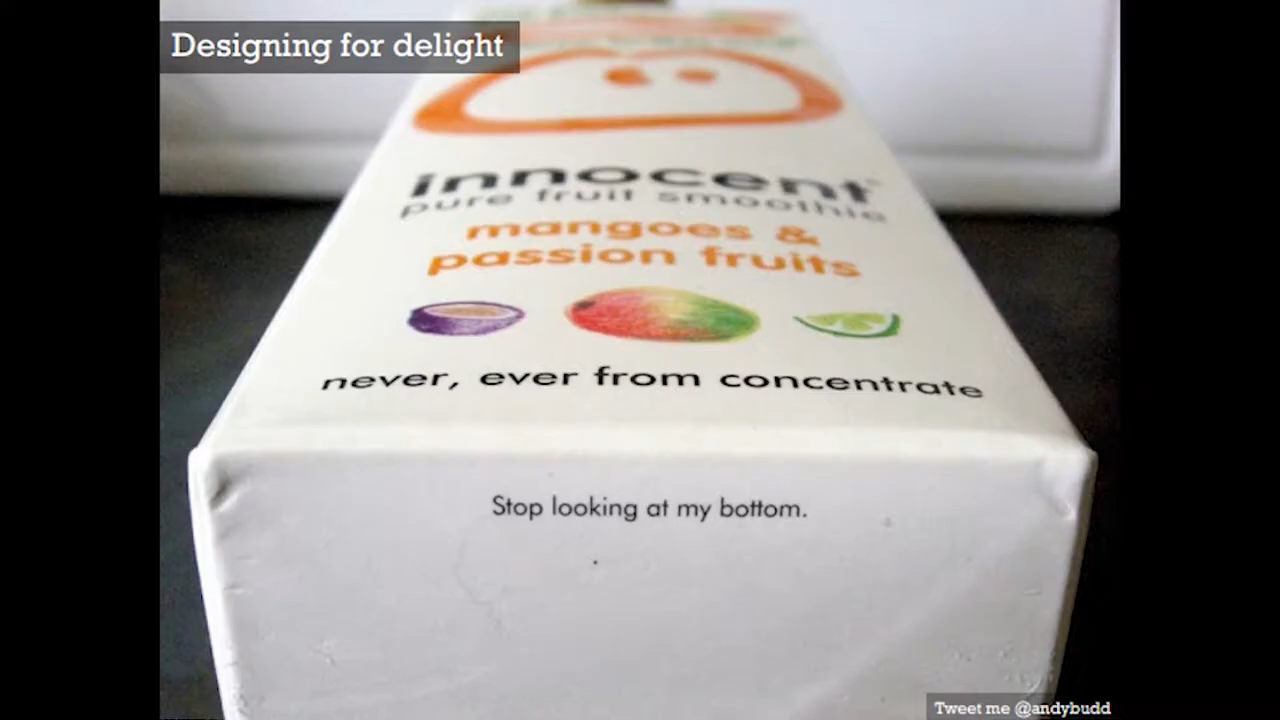 Designing for delight
innocent
pure fruit smoothie
mangoes &
passion fruits
never, ever from concentrate
Stop looking at my bottom.
Tweet me @andybudd